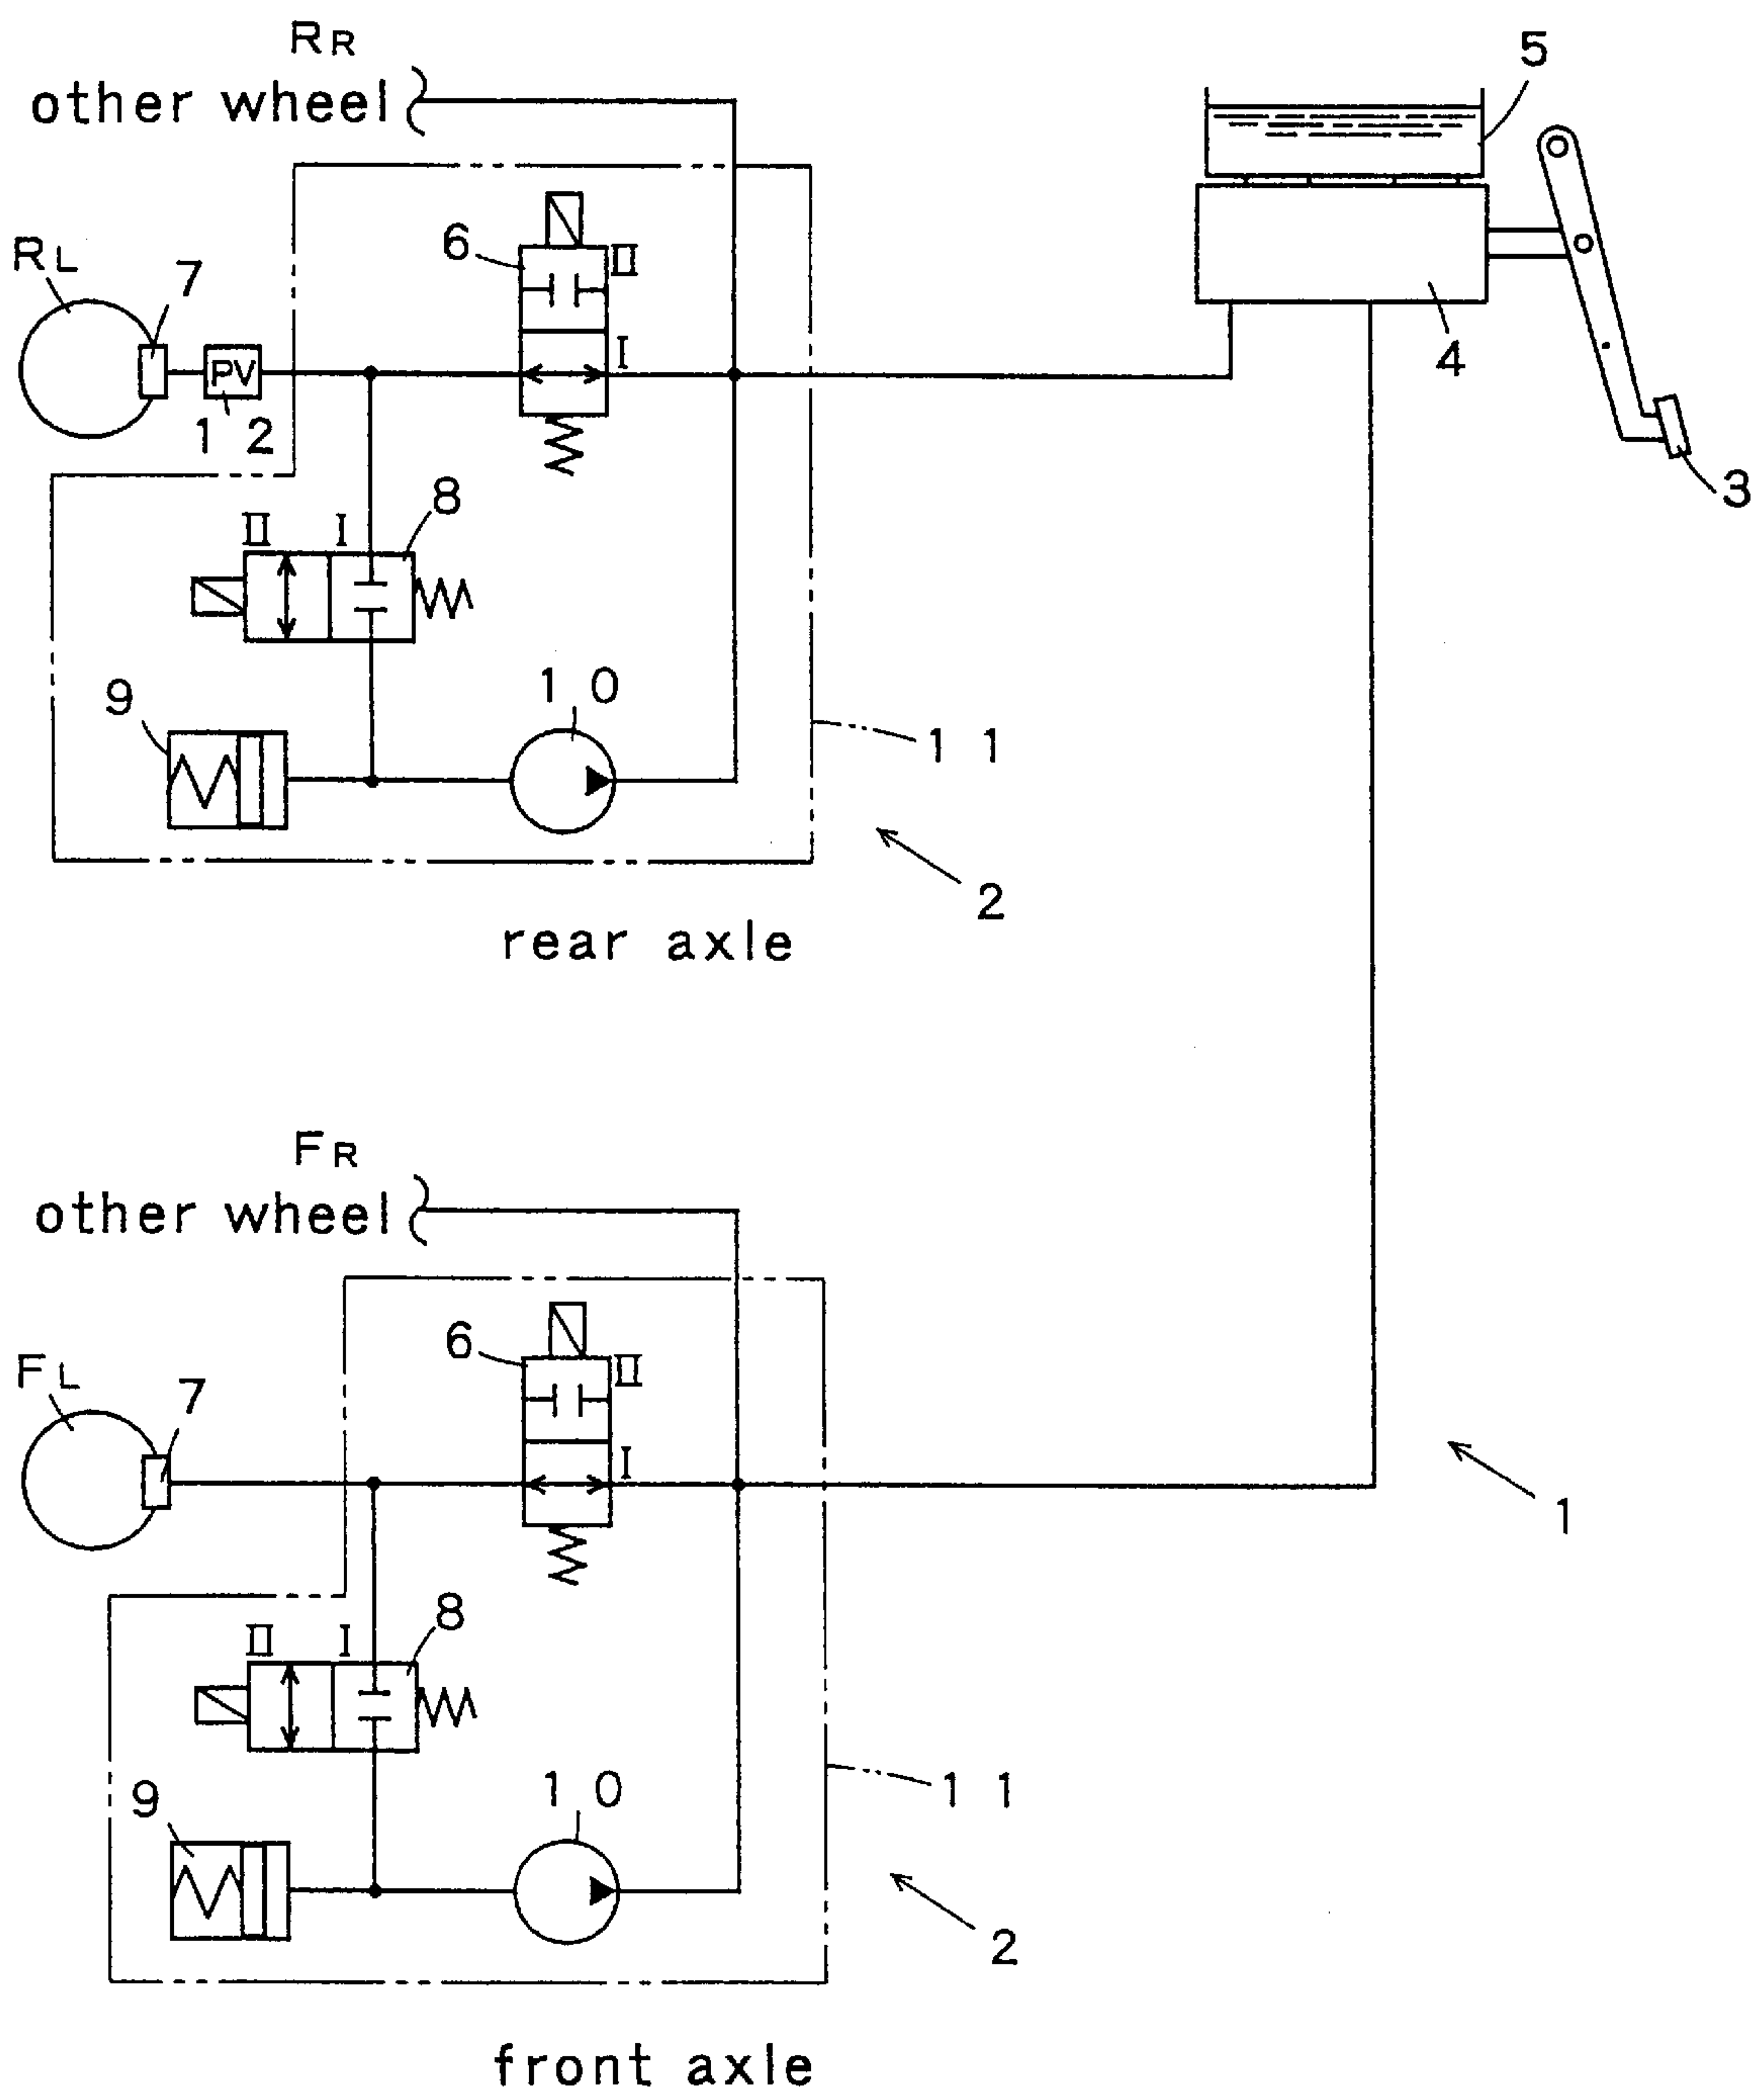 RR
other wheel
5
6
II
RL
7
I
4
PV
12
3
8
II I
9
10
11
2
rear axle
FR
other wheel
6
II
FL
7
I
1
8
II I
10
11
9
2
front axle